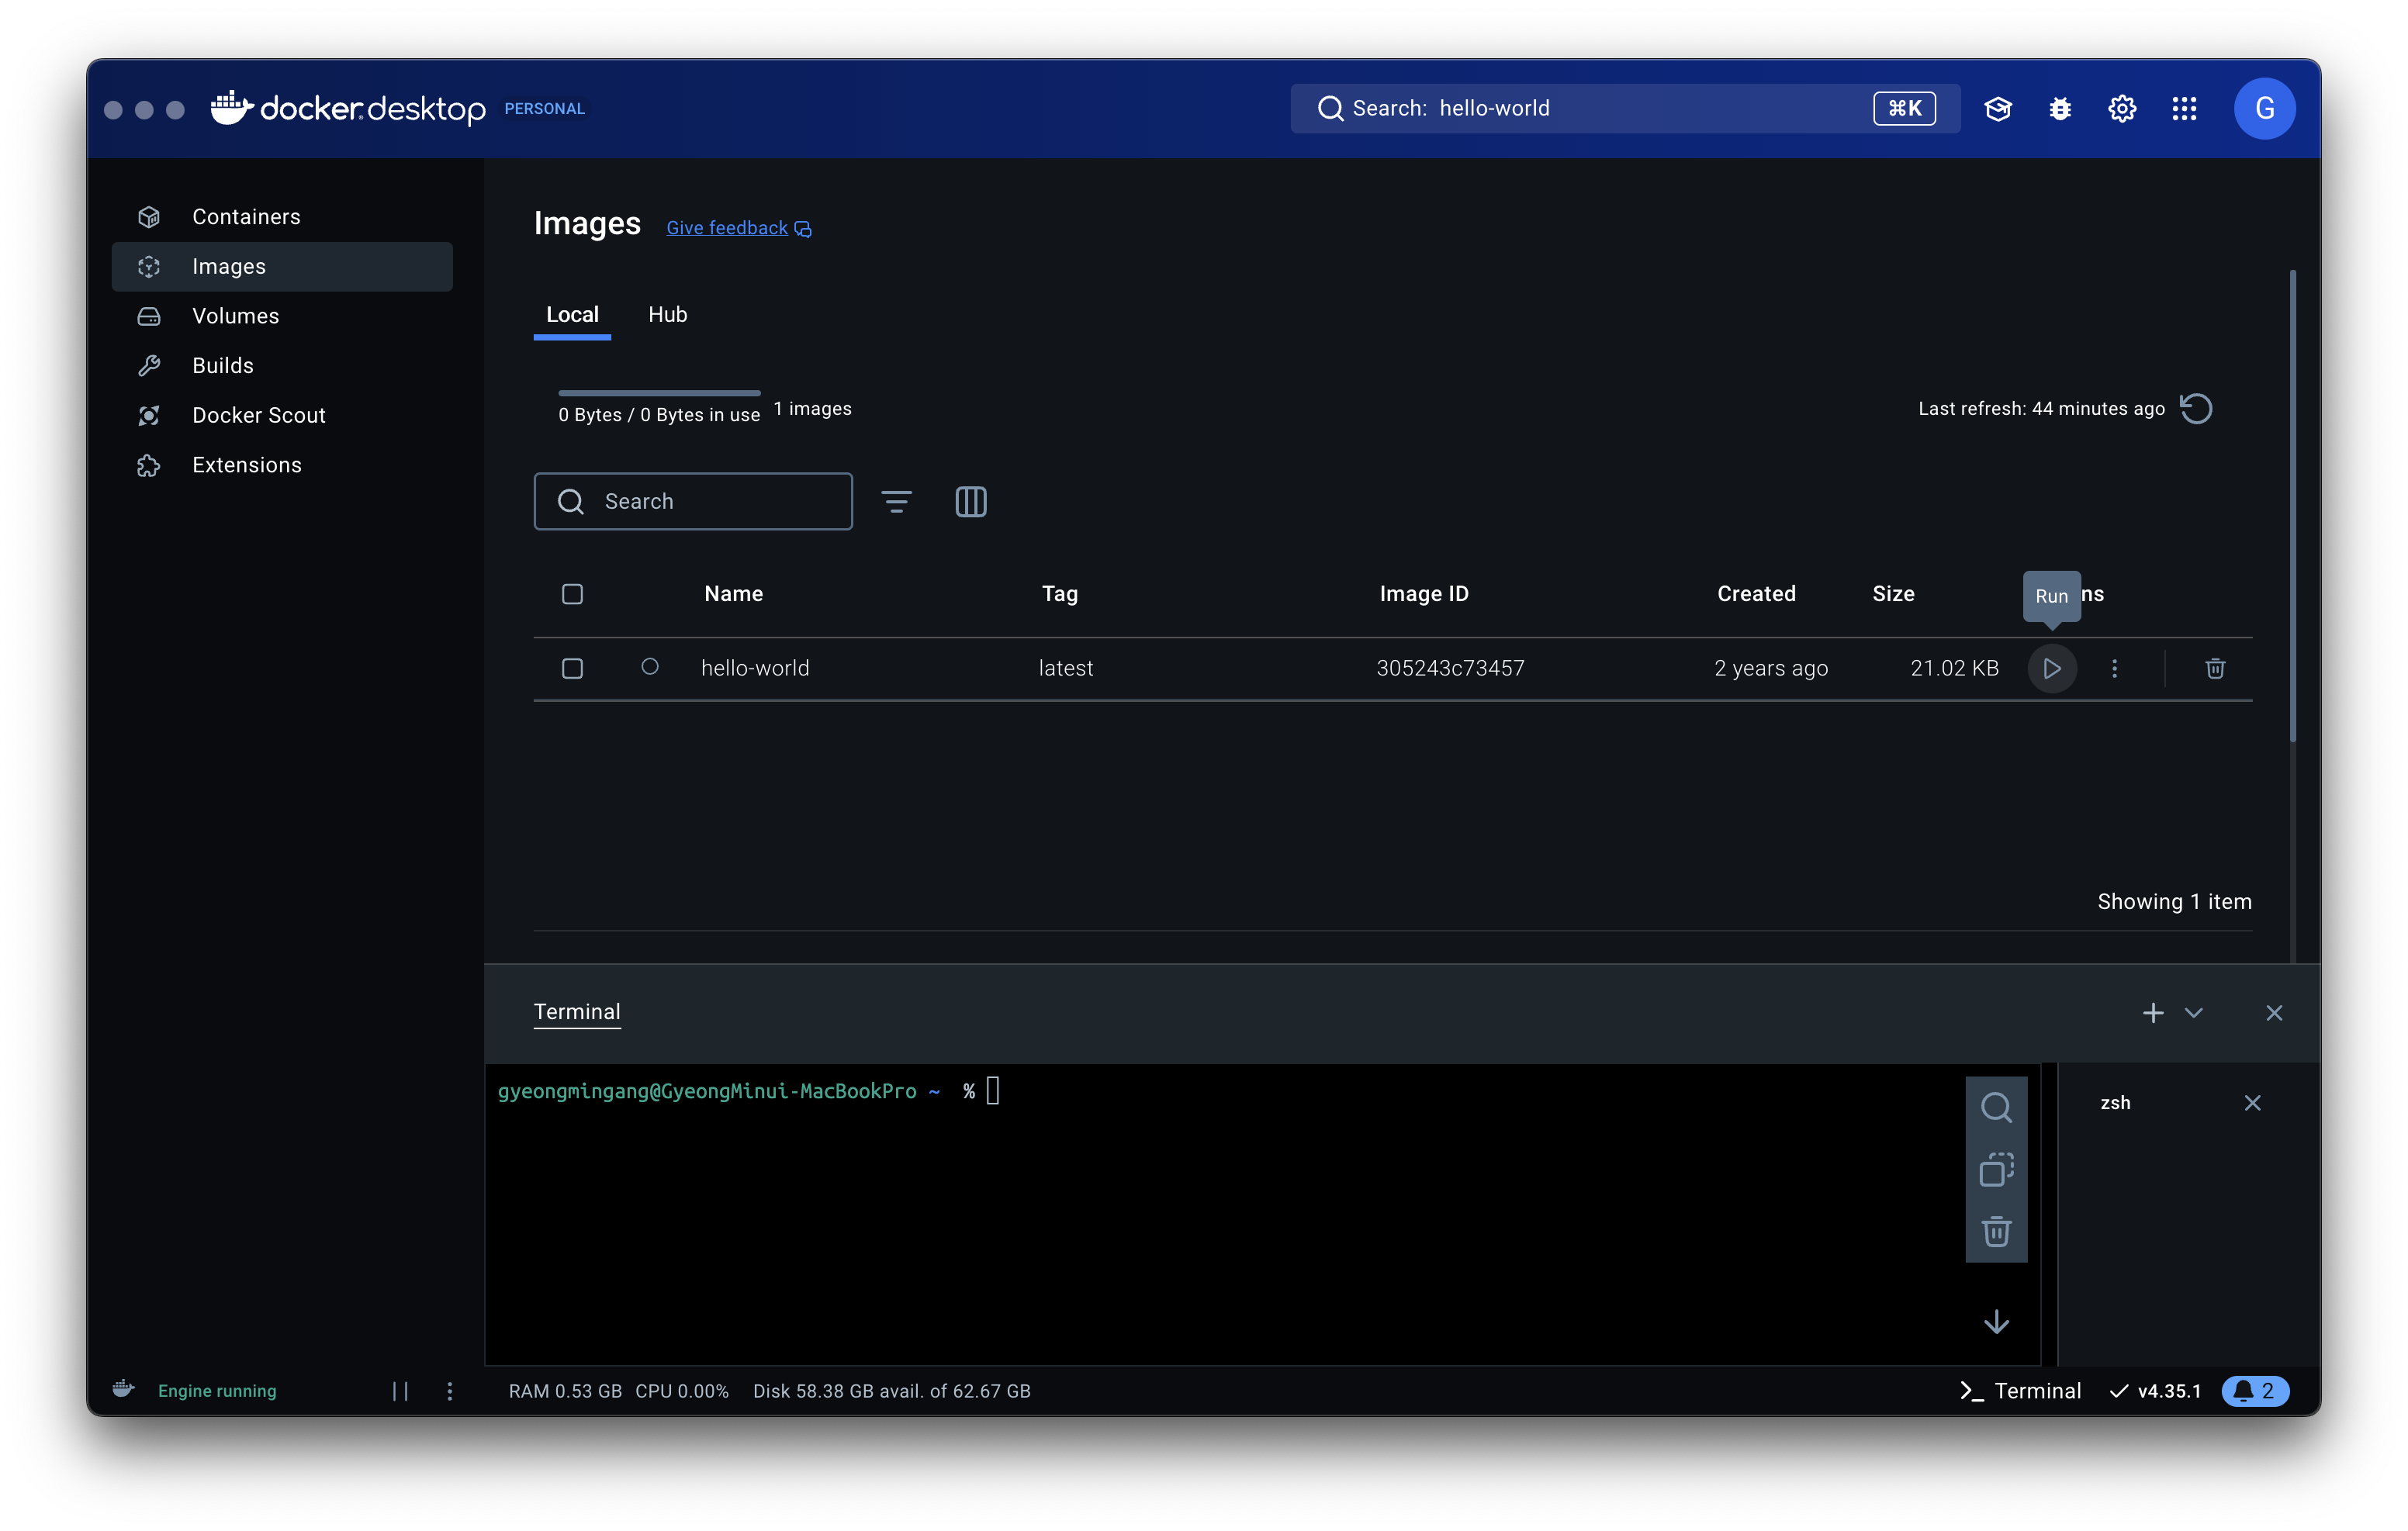 docker desktop PERSONAL
Search: hello-world ⌘K
G
Containers
Images
Volumes
Builds
Docker Scout
Extensions
Images Give feedback
Local Hub
0 Bytes / 0 Bytes in use 1 images
Last refresh: 44 minutes ago
Search
Name Tag Image ID Created Size Run ns
hello-world latest 305243c73457 2 years ago 21.02 KB
Showing 1 item
Terminal
gyeongmingang@GyeongMinui-MacBookPro ~ %
zsh
Engine running
RAM 0.53 GB CPU 0.00% Disk 58.38 GB avail. of 62.67 GB
>_ Terminal v4.35.1 2